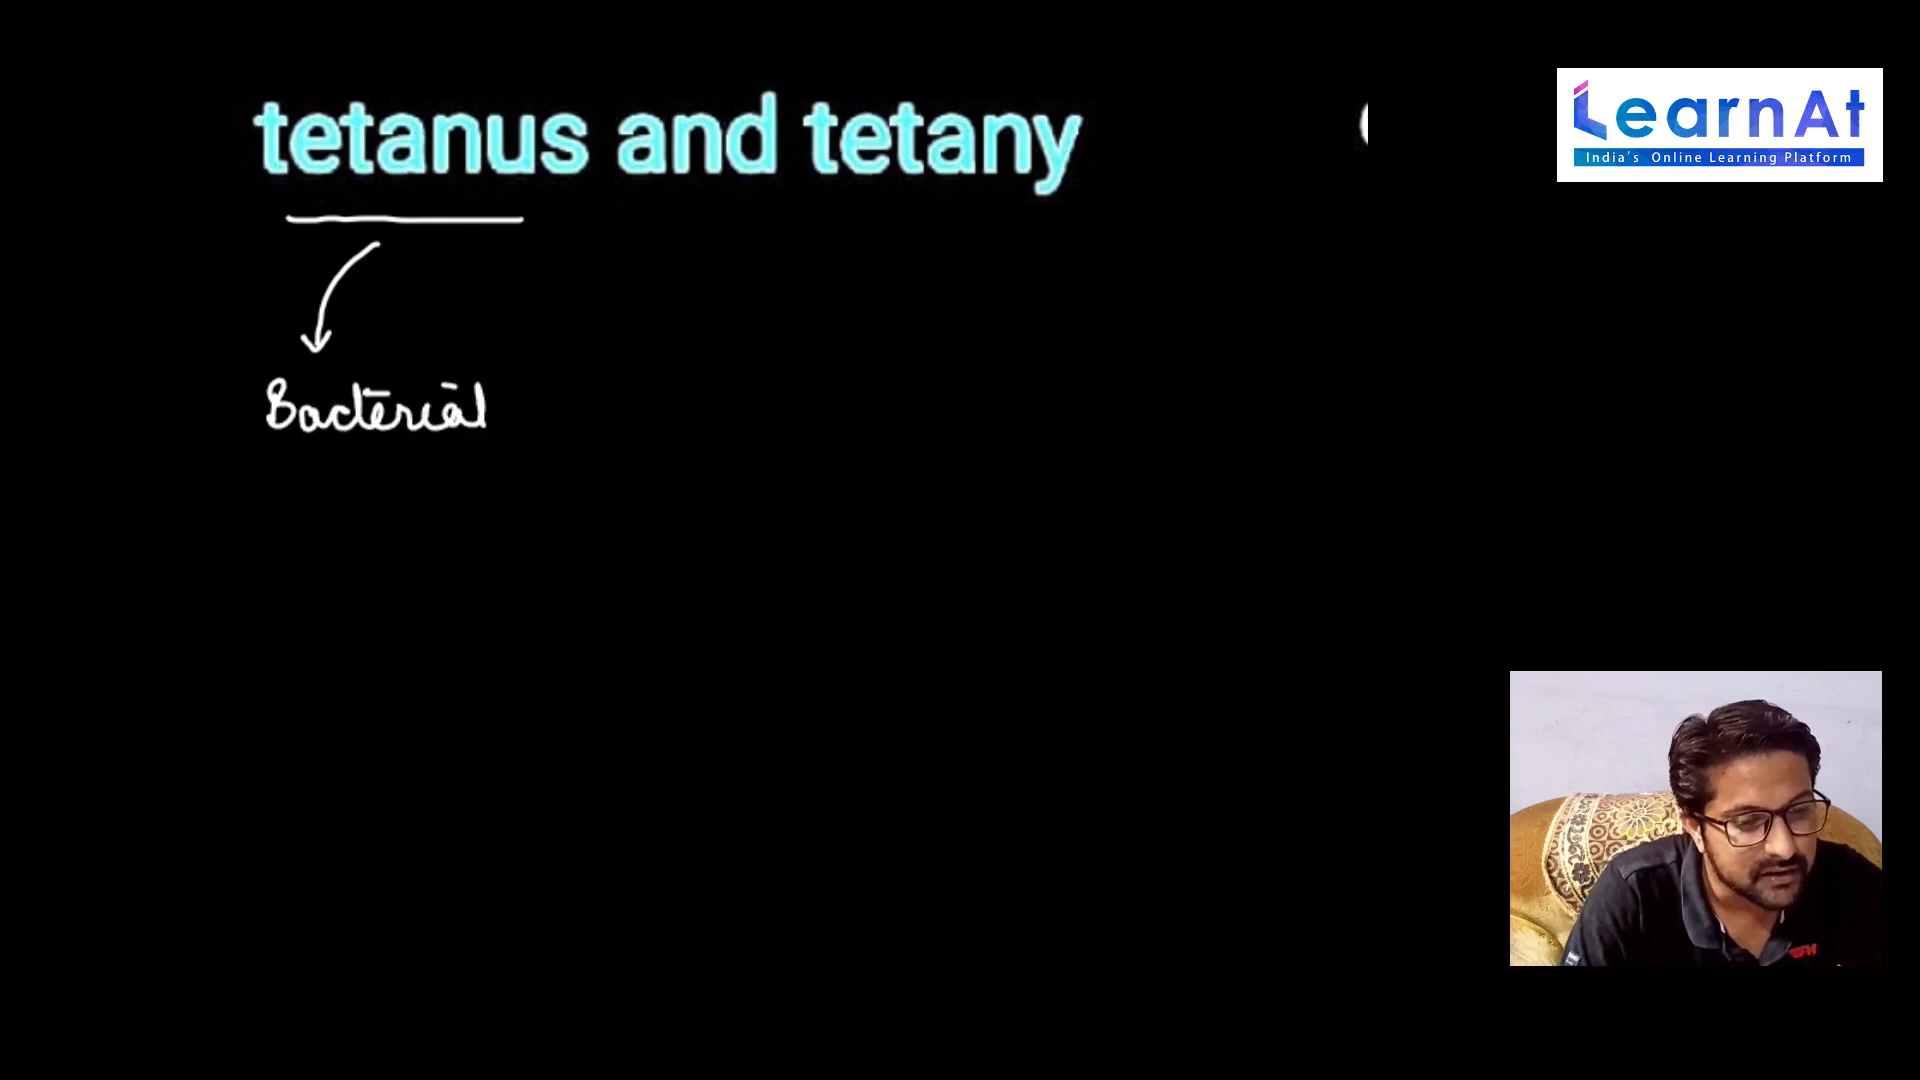 tetanus and tetany
LearnAt
India's Online Learning Platform
Bacterial